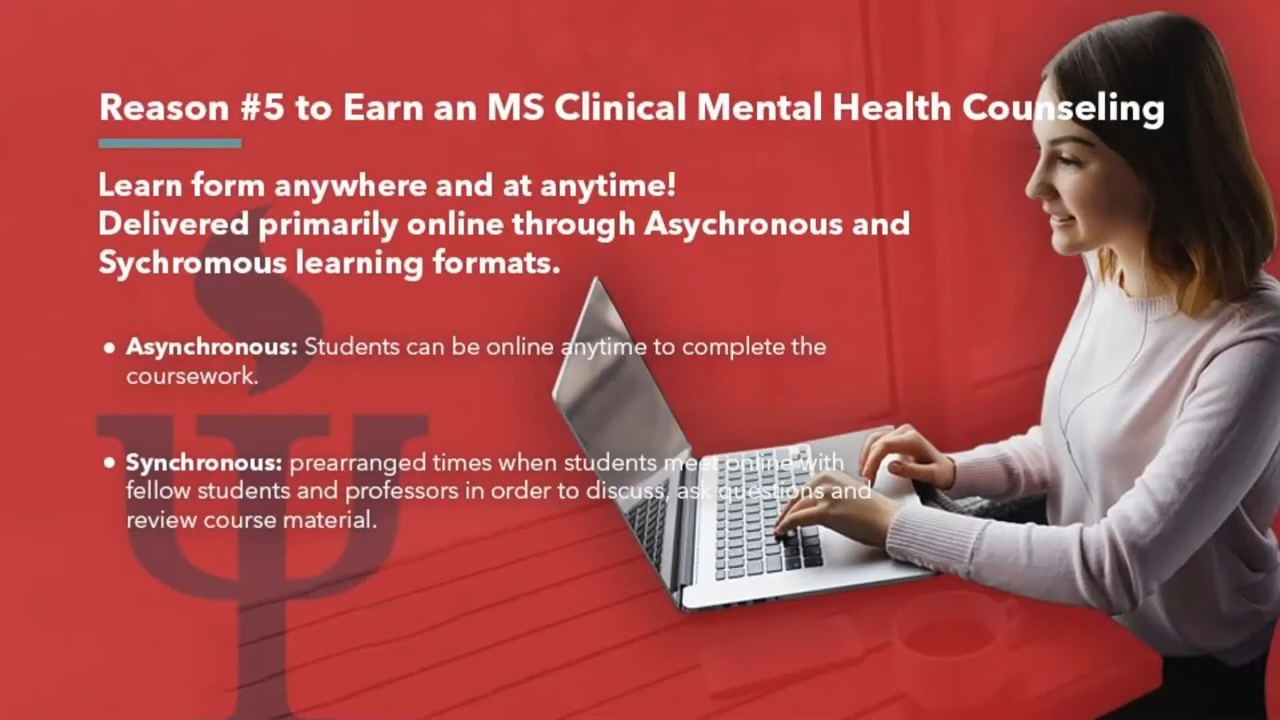 Reason #5 to Earn an MS Clinical Mental Health Counseling
Learn form anywhere and at anytime!
Delivered primarily online through Asychronous and
Sychromous learning formats.
• Asynchronous: Students can be online anytime to complete the
coursework.
• Synchronous: prearranged times when students meet online with
fellow students and professors in order to discuss, ask questions and
review course material.